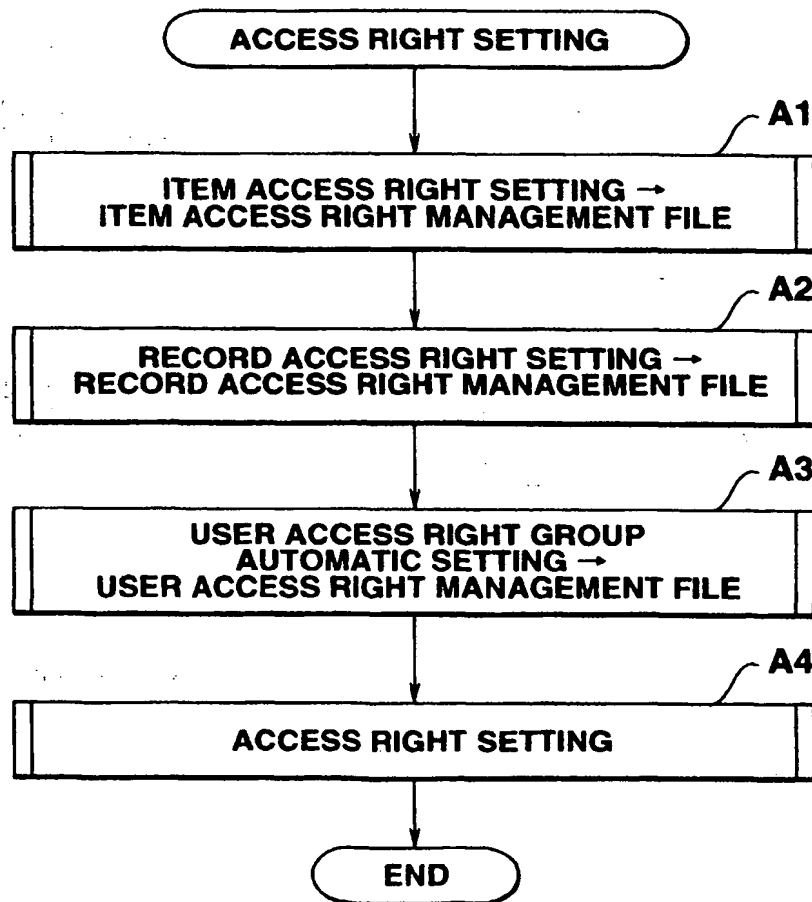 ACCESS RIGHT SETTING
A1
ITEM ACCESS RIGHT SETTING →
ITEM ACCESS RIGHT MANAGEMENT FILE
A2
RECORD ACCESS RIGHT SETTING →
RECORD ACCESS RIGHT MANAGEMENT FILE
A3
USER ACCESS RIGHT GROUP
AUTOMATIC SETTING →
USER ACCESS RIGHT MANAGEMENT FILE
A4
ACCESS RIGHT SETTING
END